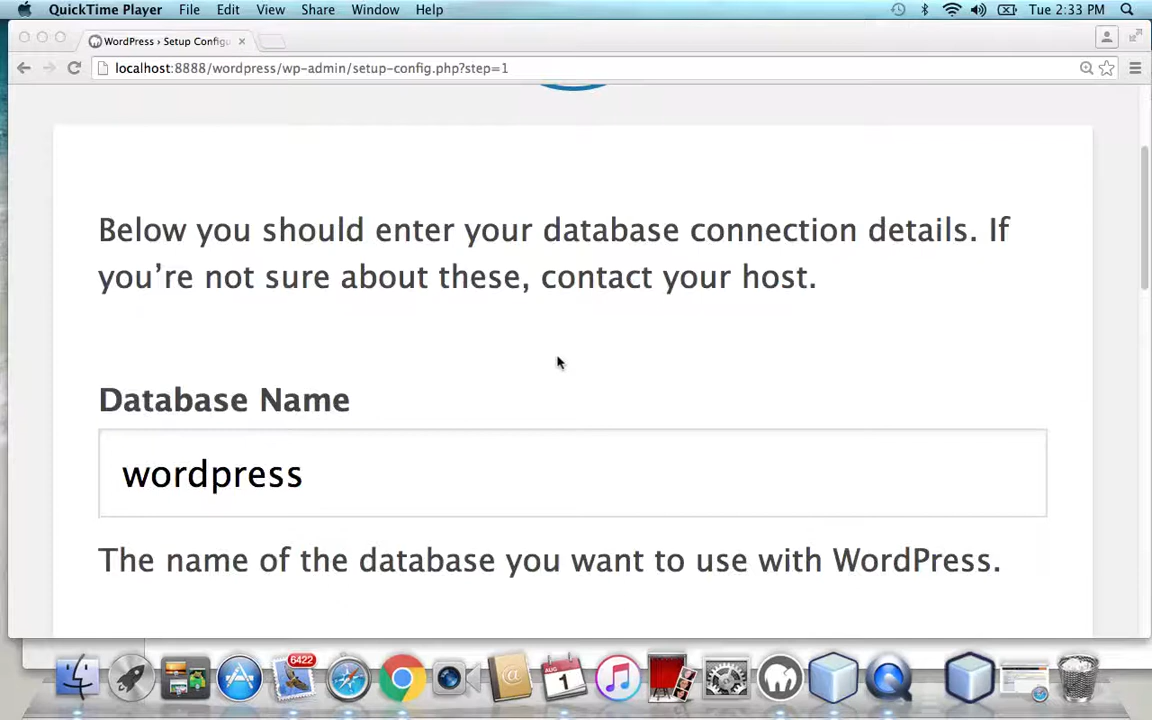 QuickTime Player File Edit View Share Window Help Tue 2:33 PM
WordPress › Setup Configu
localhost:8888/wordpress/wp-admin/setup-config.php?step=1
Below you should enter your database connection details. If
you’re not sure about these, contact your host.
Database Name
wordpress
The name of the database you want to use with WordPress.
6422
AUG
1